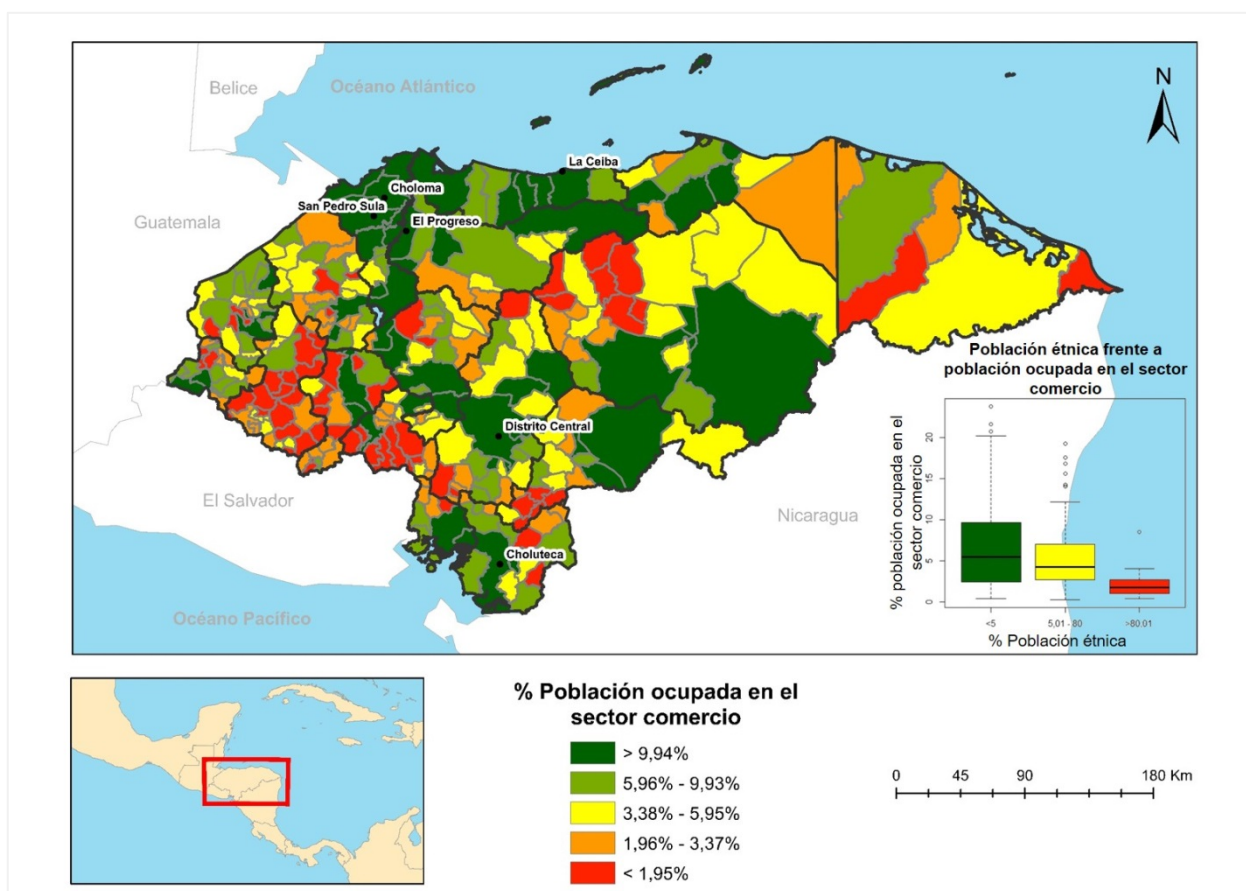 Belice
Océano Atlántico
N
La Ceiba
Choloma
San Pedro Sula
El Progreso
Guatemala
Distrito Central
El Salvador
Nicaragua
Choluteca
Océano Pacífico
Población étnica frente a
población ocupada en el sector
comercio
% población ocupada en el
sector comercio
20
15
10
5
0
<5
5,01 - 80
>80.01
% Población étnica
% Población ocupada en el
sector comercio
> 9,94%
5,96% - 9,93%
3,38% - 5,95%
1,96% - 3,37%
< 1,95%
0 45 90 180 Km